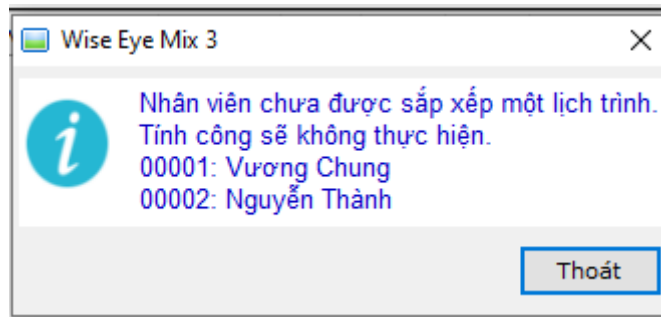 Wise Eye Mix 3
Nhân viên chưa được sắp xếp một lịch trình.
Tính công sẽ không thực hiện.
00001: Vương Chung
00002: Nguyễn Thành
Thoát